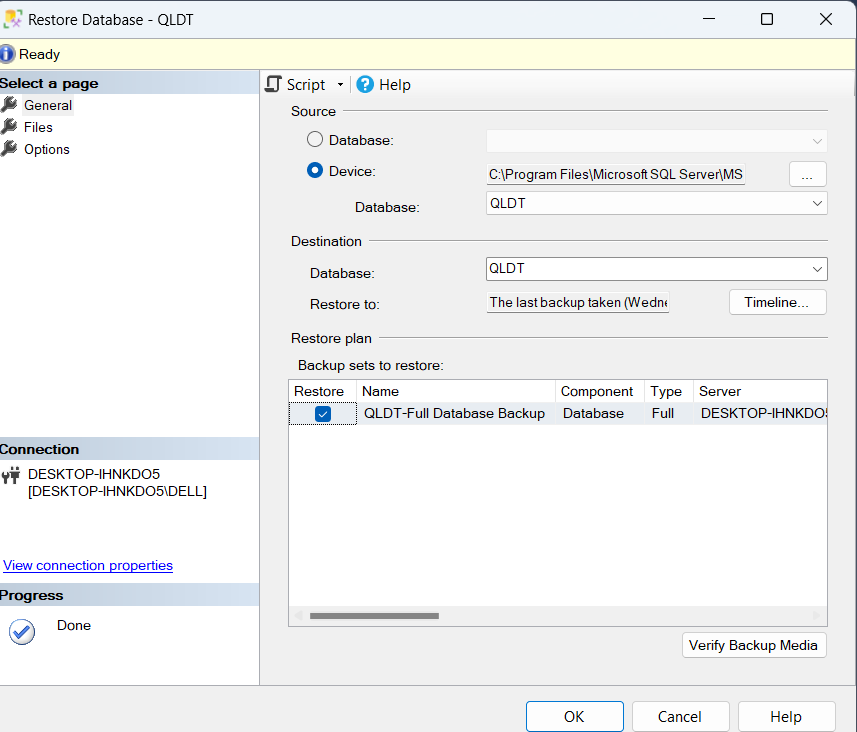 Restore Database - QLDT
Ready
Select a page
General
Files
Options
Script
Help
Source
Database:
Device:
C:\Program Files\Microsoft SQL Server\MS
...
Database:
QLDT
Destination
Database:
QLDT
Restore to:
The last backup taken (Wedne
Timeline...
Restore plan
Backup sets to restore:
Restore Name Component Type Server
QLDT-Full Database Backup Database Full DESKTOP-IHNKDO5
Connection
DESKTOP-IHNKDO5
[DESKTOP-IHNKDO5\DELL]
View connection properties
Progress
Done
Verify Backup Media
OK Cancel Help